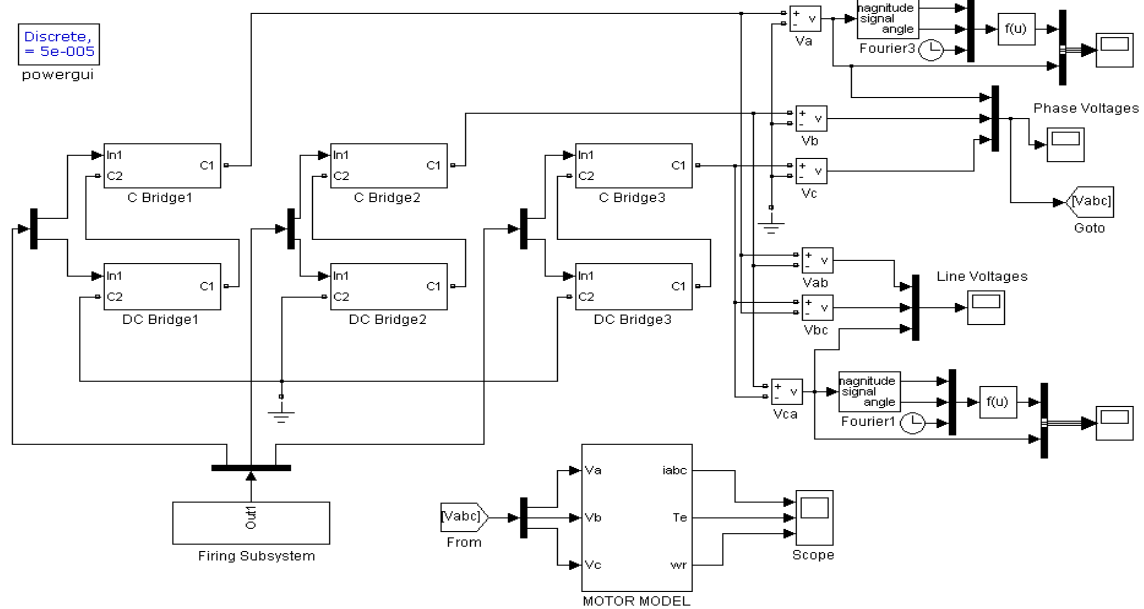 Discrete,
= 5e-005
powergui
+
-
v
Va
magnitude
signal
angle
Fourier3
f(u)
+
-
v
Vb
Phase Voltages
In1
C2
C1
C Bridge1
In1
C2
C1
C Bridge2
In1
C2
C1
C Bridge3
+
-
v
Vc
[Vabc]
Goto
In1
C2
C1
DC Bridge1
In1
C2
C1
DC Bridge2
In1
C2
C1
DC Bridge3
+
-
v
Vab
Line Voltages
+
-
v
Vbc
+
-
v
Vca
magnitude
signal
angle
Fourier1
f(u)
Out1
Firing Subsystem
[Vabc]
From
Va
Vb
Vc
iabc
Te
wr
MOTOR MODEL
Scope